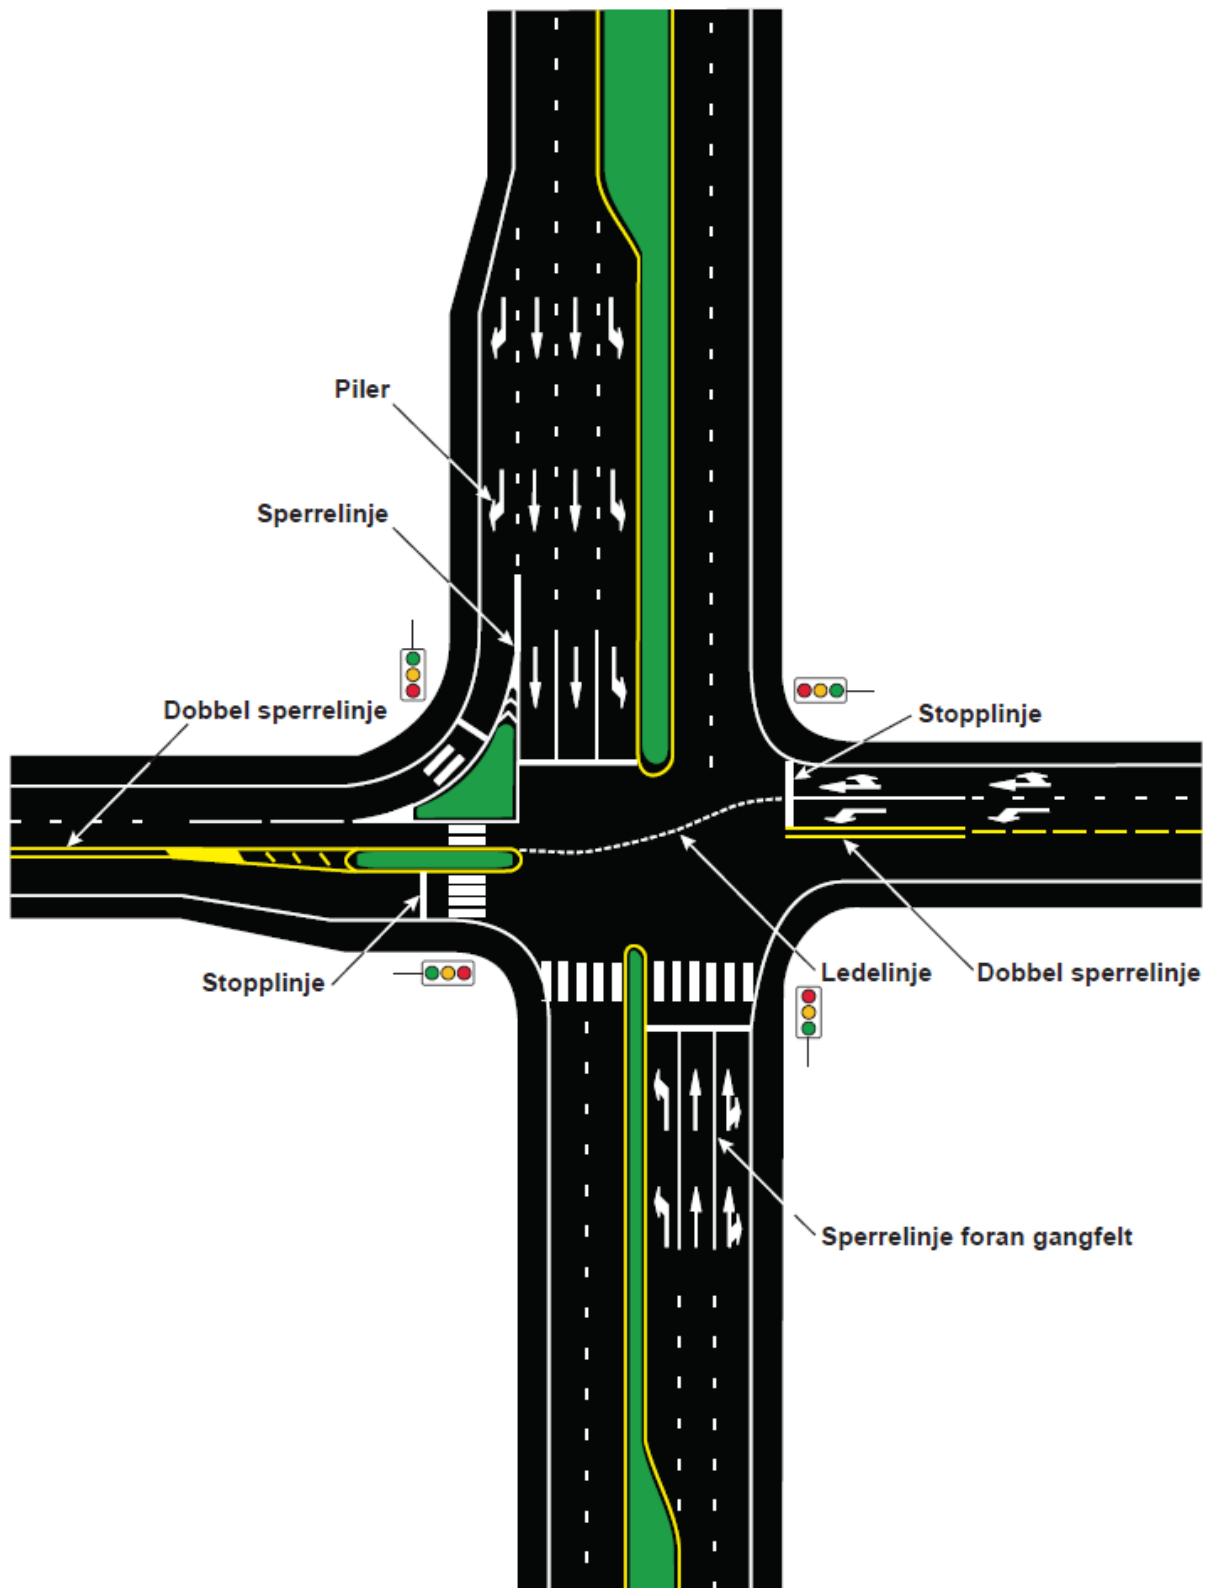 Piler
Sperrelinje
Dobbel sperrelinje
Stopplinje
Stopplinje
Ledelinje
Dobbel sperrelinje
Sperrelinje foran gangfelt